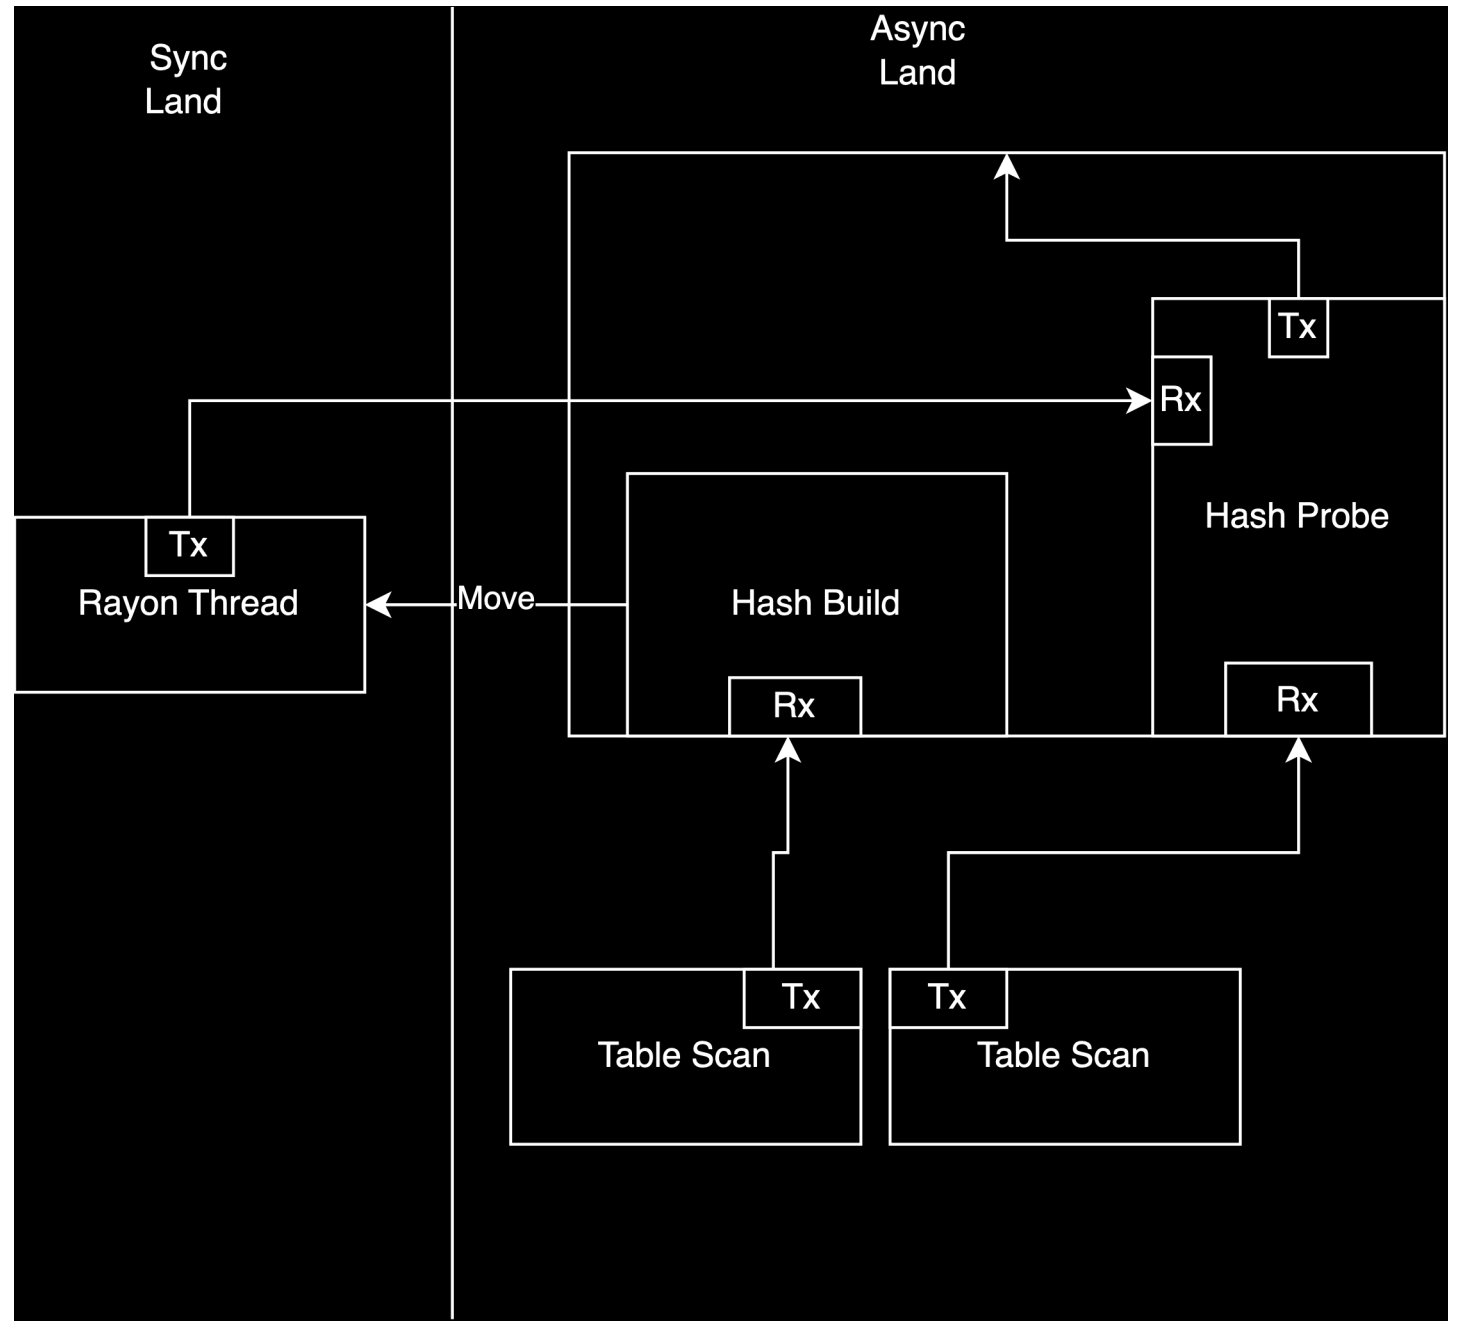 Sync
Land
Async
Land
Tx
Rx
Hash Probe
Tx
Rayon Thread
Move
Hash Build
Rx
Rx
Tx
Tx
Table Scan
Table Scan